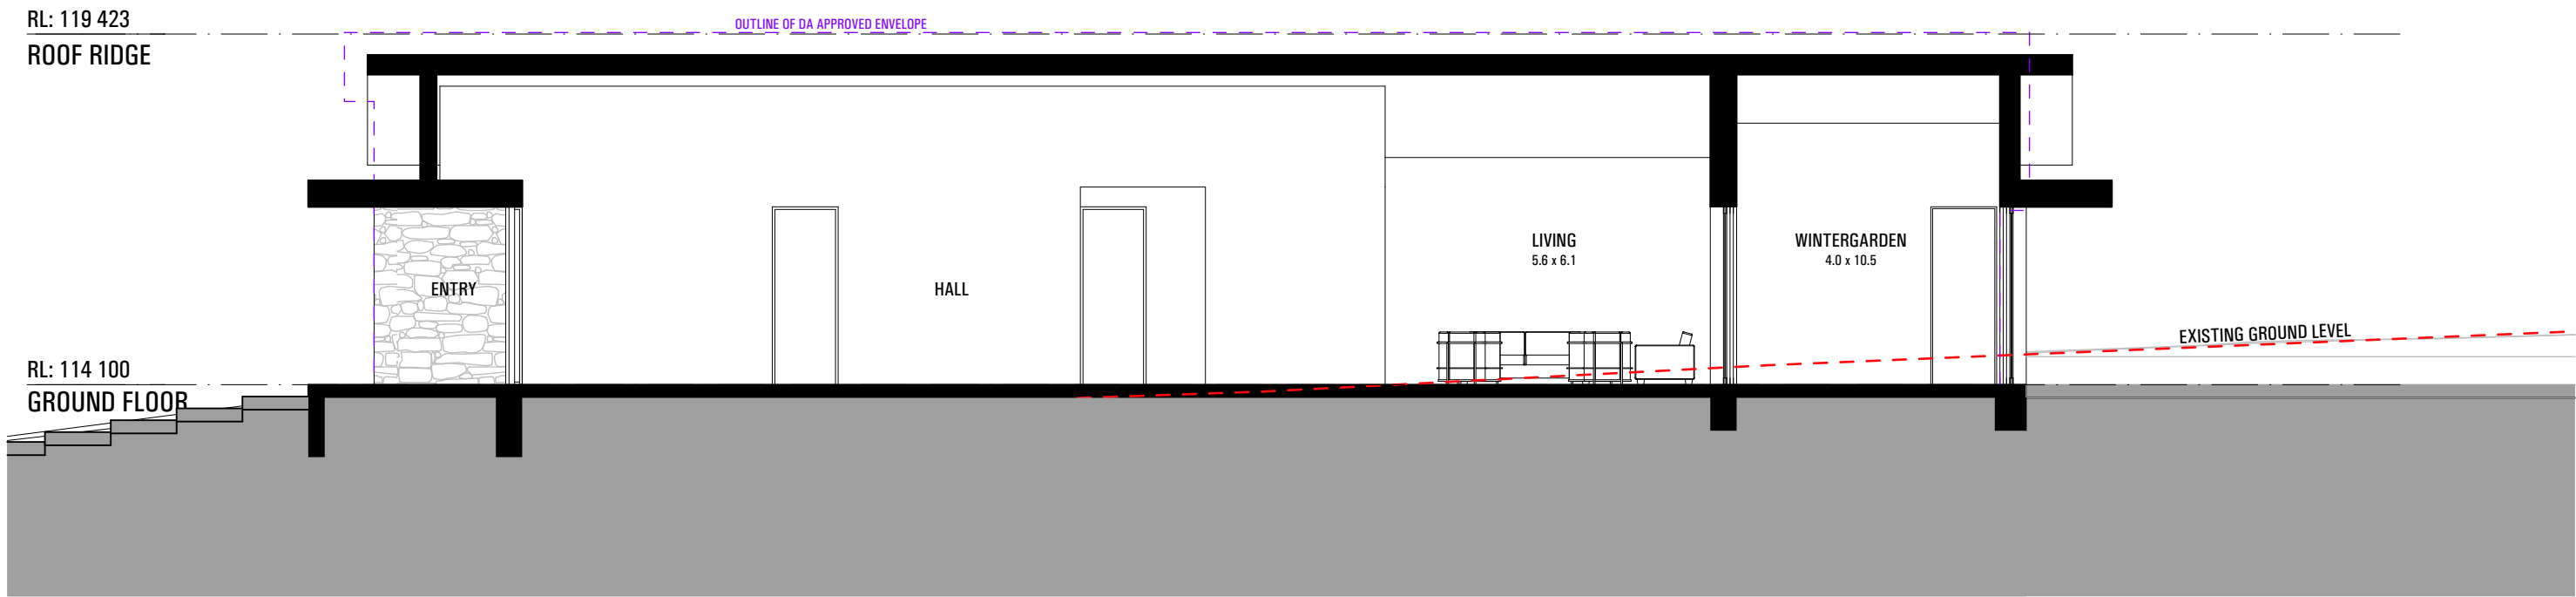 RL: 119 423
OUTLINE OF DA APPROVED ENVELOPE
ROOF RIDGE
LIVING
5.6 x 6.1
WINTERGARDEN
4.0 x 10.5
ENTRY
HALL
EXISTING GROUND LEVEL
RL: 114 100
GROUND FLOOR